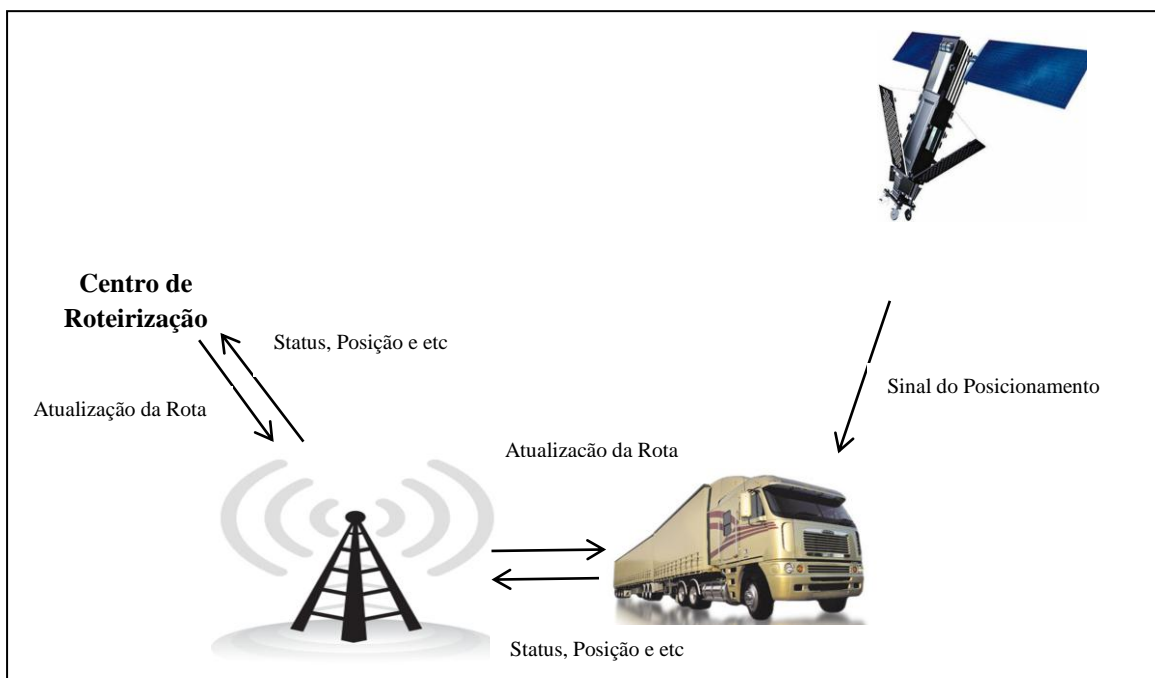 Centro de
Roteirização
Status, Posição e etc
Sinal do Posicionamento
Atualização da Rota
Atualizacão da Rota
Status, Posição e etc